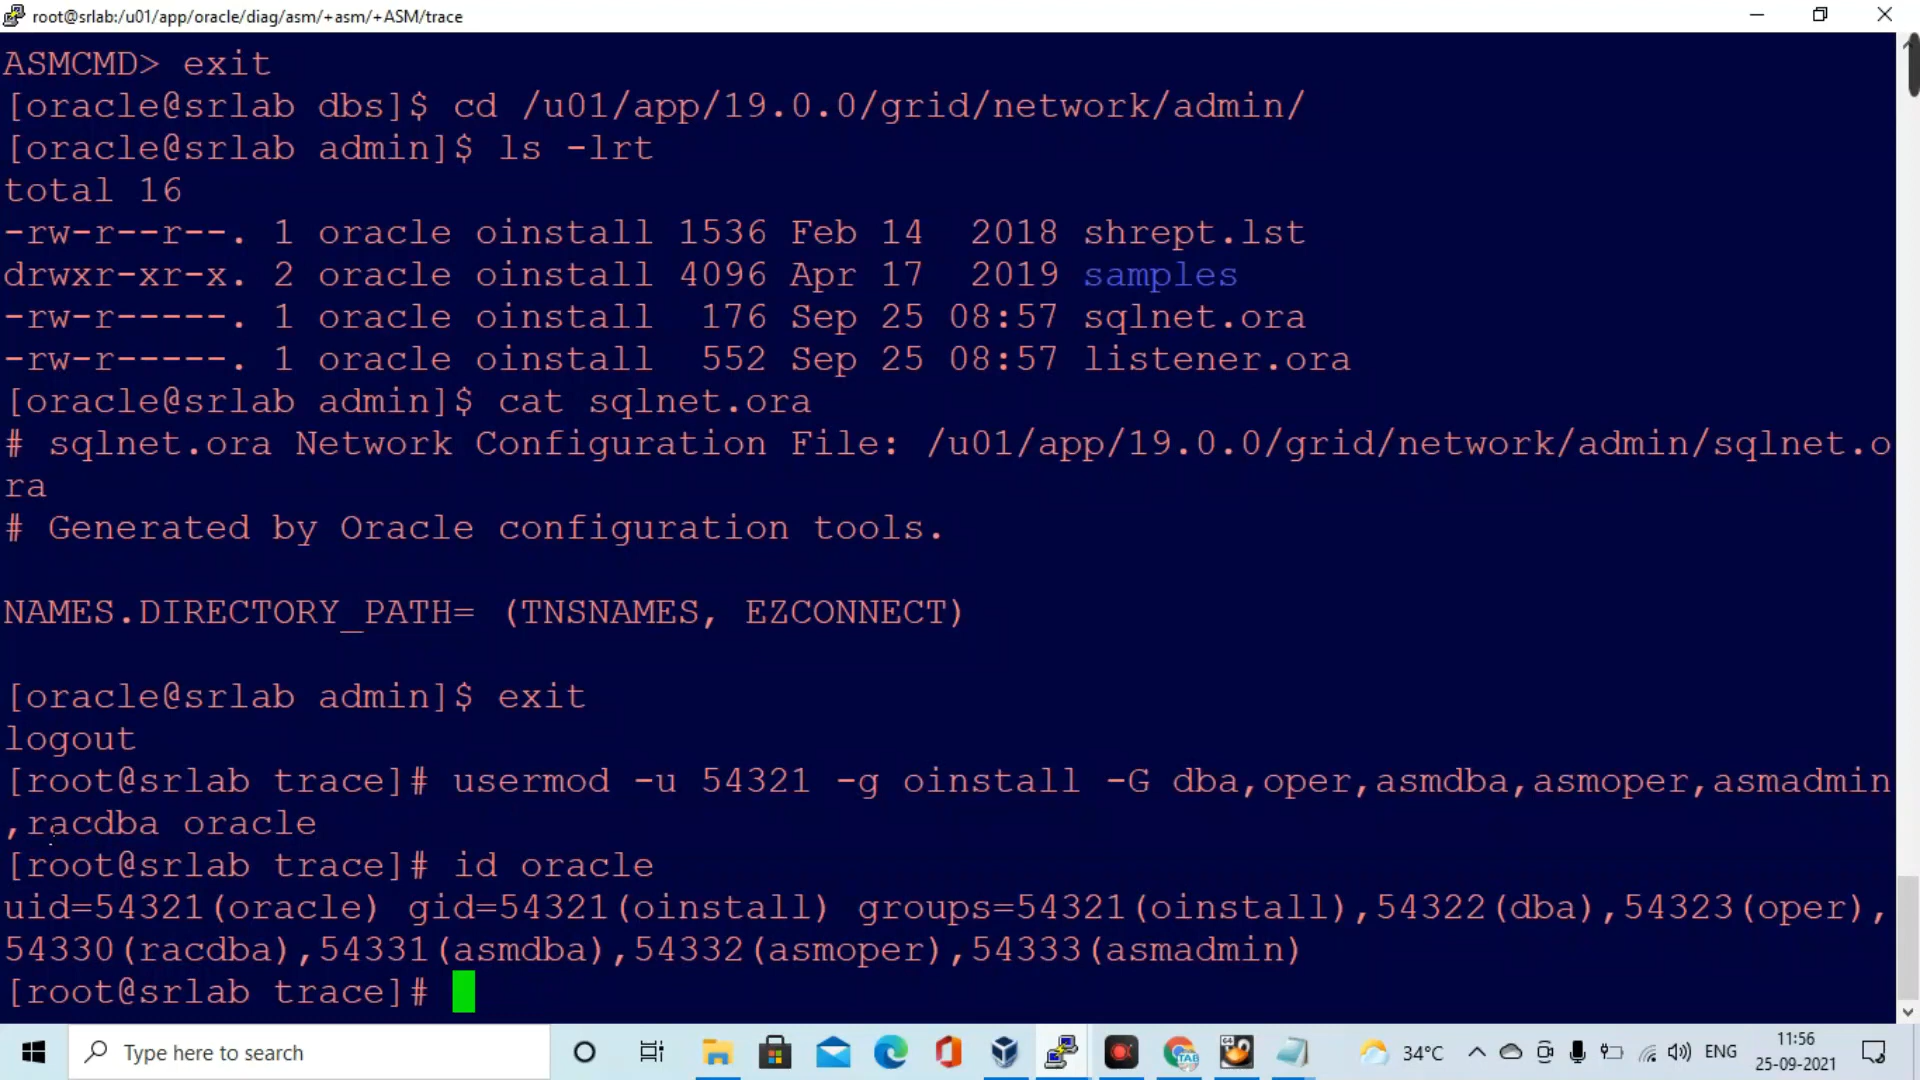 root@srlab:/u01/app/oracle/diag/asm/+asm/+ASM/trace
ASMCMD> exit
[oracle@srlab dbs]$ cd /u01/app/19.0.0/grid/network/admin/
[oracle@srlab admin]$ ls -lrt
total 16
-rw-r--r--. 1 oracle oinstall 1536 Feb 14  2018 shrept.lst
drwxr-xr-x. 2 oracle oinstall 4096 Apr 17  2019 samples
-rw-r-----. 1 oracle oinstall  176 Sep 25 08:57 sqlnet.ora
-rw-r-----. 1 oracle oinstall  552 Sep 25 08:57 listener.ora
[oracle@srlab admin]$ cat sqlnet.ora
# sqlnet.ora Network Configuration File: /u01/app/19.0.0/grid/network/admin/sqlnet.o
ra
# Generated by Oracle configuration tools.
NAMES.DIRECTORY_PATH= (TNSNAMES, EZCONNECT)
[oracle@srlab admin]$ exit
logout
[root@srlab trace]# usermod -u 54321 -g oinstall -G dba,oper,asmdba,asmoper,asmadmin
,racdba oracle
[root@srlab trace]# id oracle
uid=54321(oracle) gid=54321(oinstall) groups=54321(oinstall),54322(dba),54323(oper),
54330(racdba),54331(asmdba),54332(asmoper),54333(asmadmin)
[root@srlab trace]#
Type here to search
TAB
64
34°C
ENG
11:56
25-09-2021